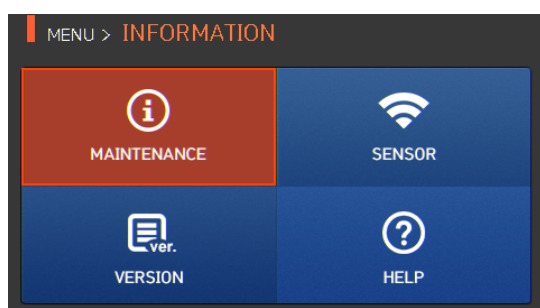 MENU > INFORMATION
MAINTENANCE
SENSOR
ver.
VERSION
HELP